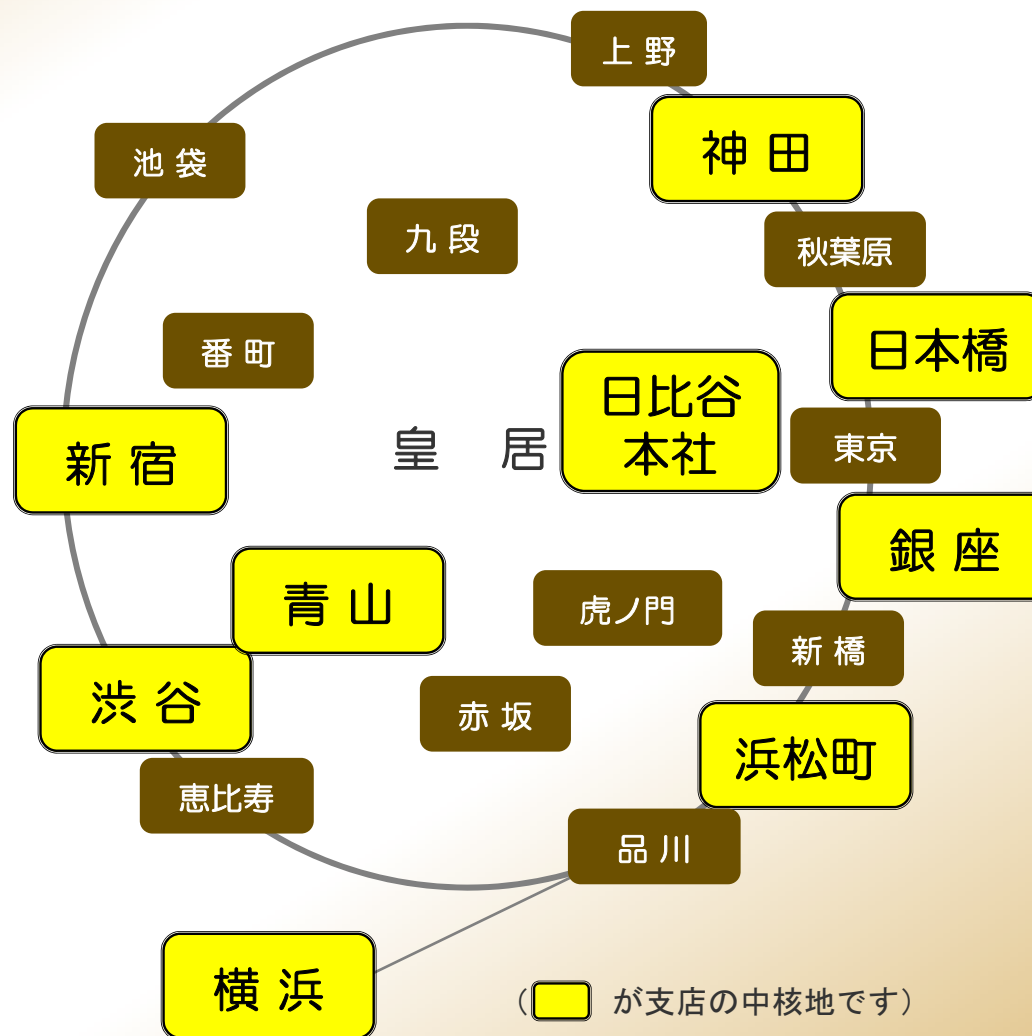 上野
神田
池袋
九段
秋葉原
日本橋
番町
日比谷
本社
新宿
皇居
東京
銀座
青山
虎ノ門
新橋
渋谷
赤坂
浜松町
恵比寿
品川
横浜
( が支店の中核地です)